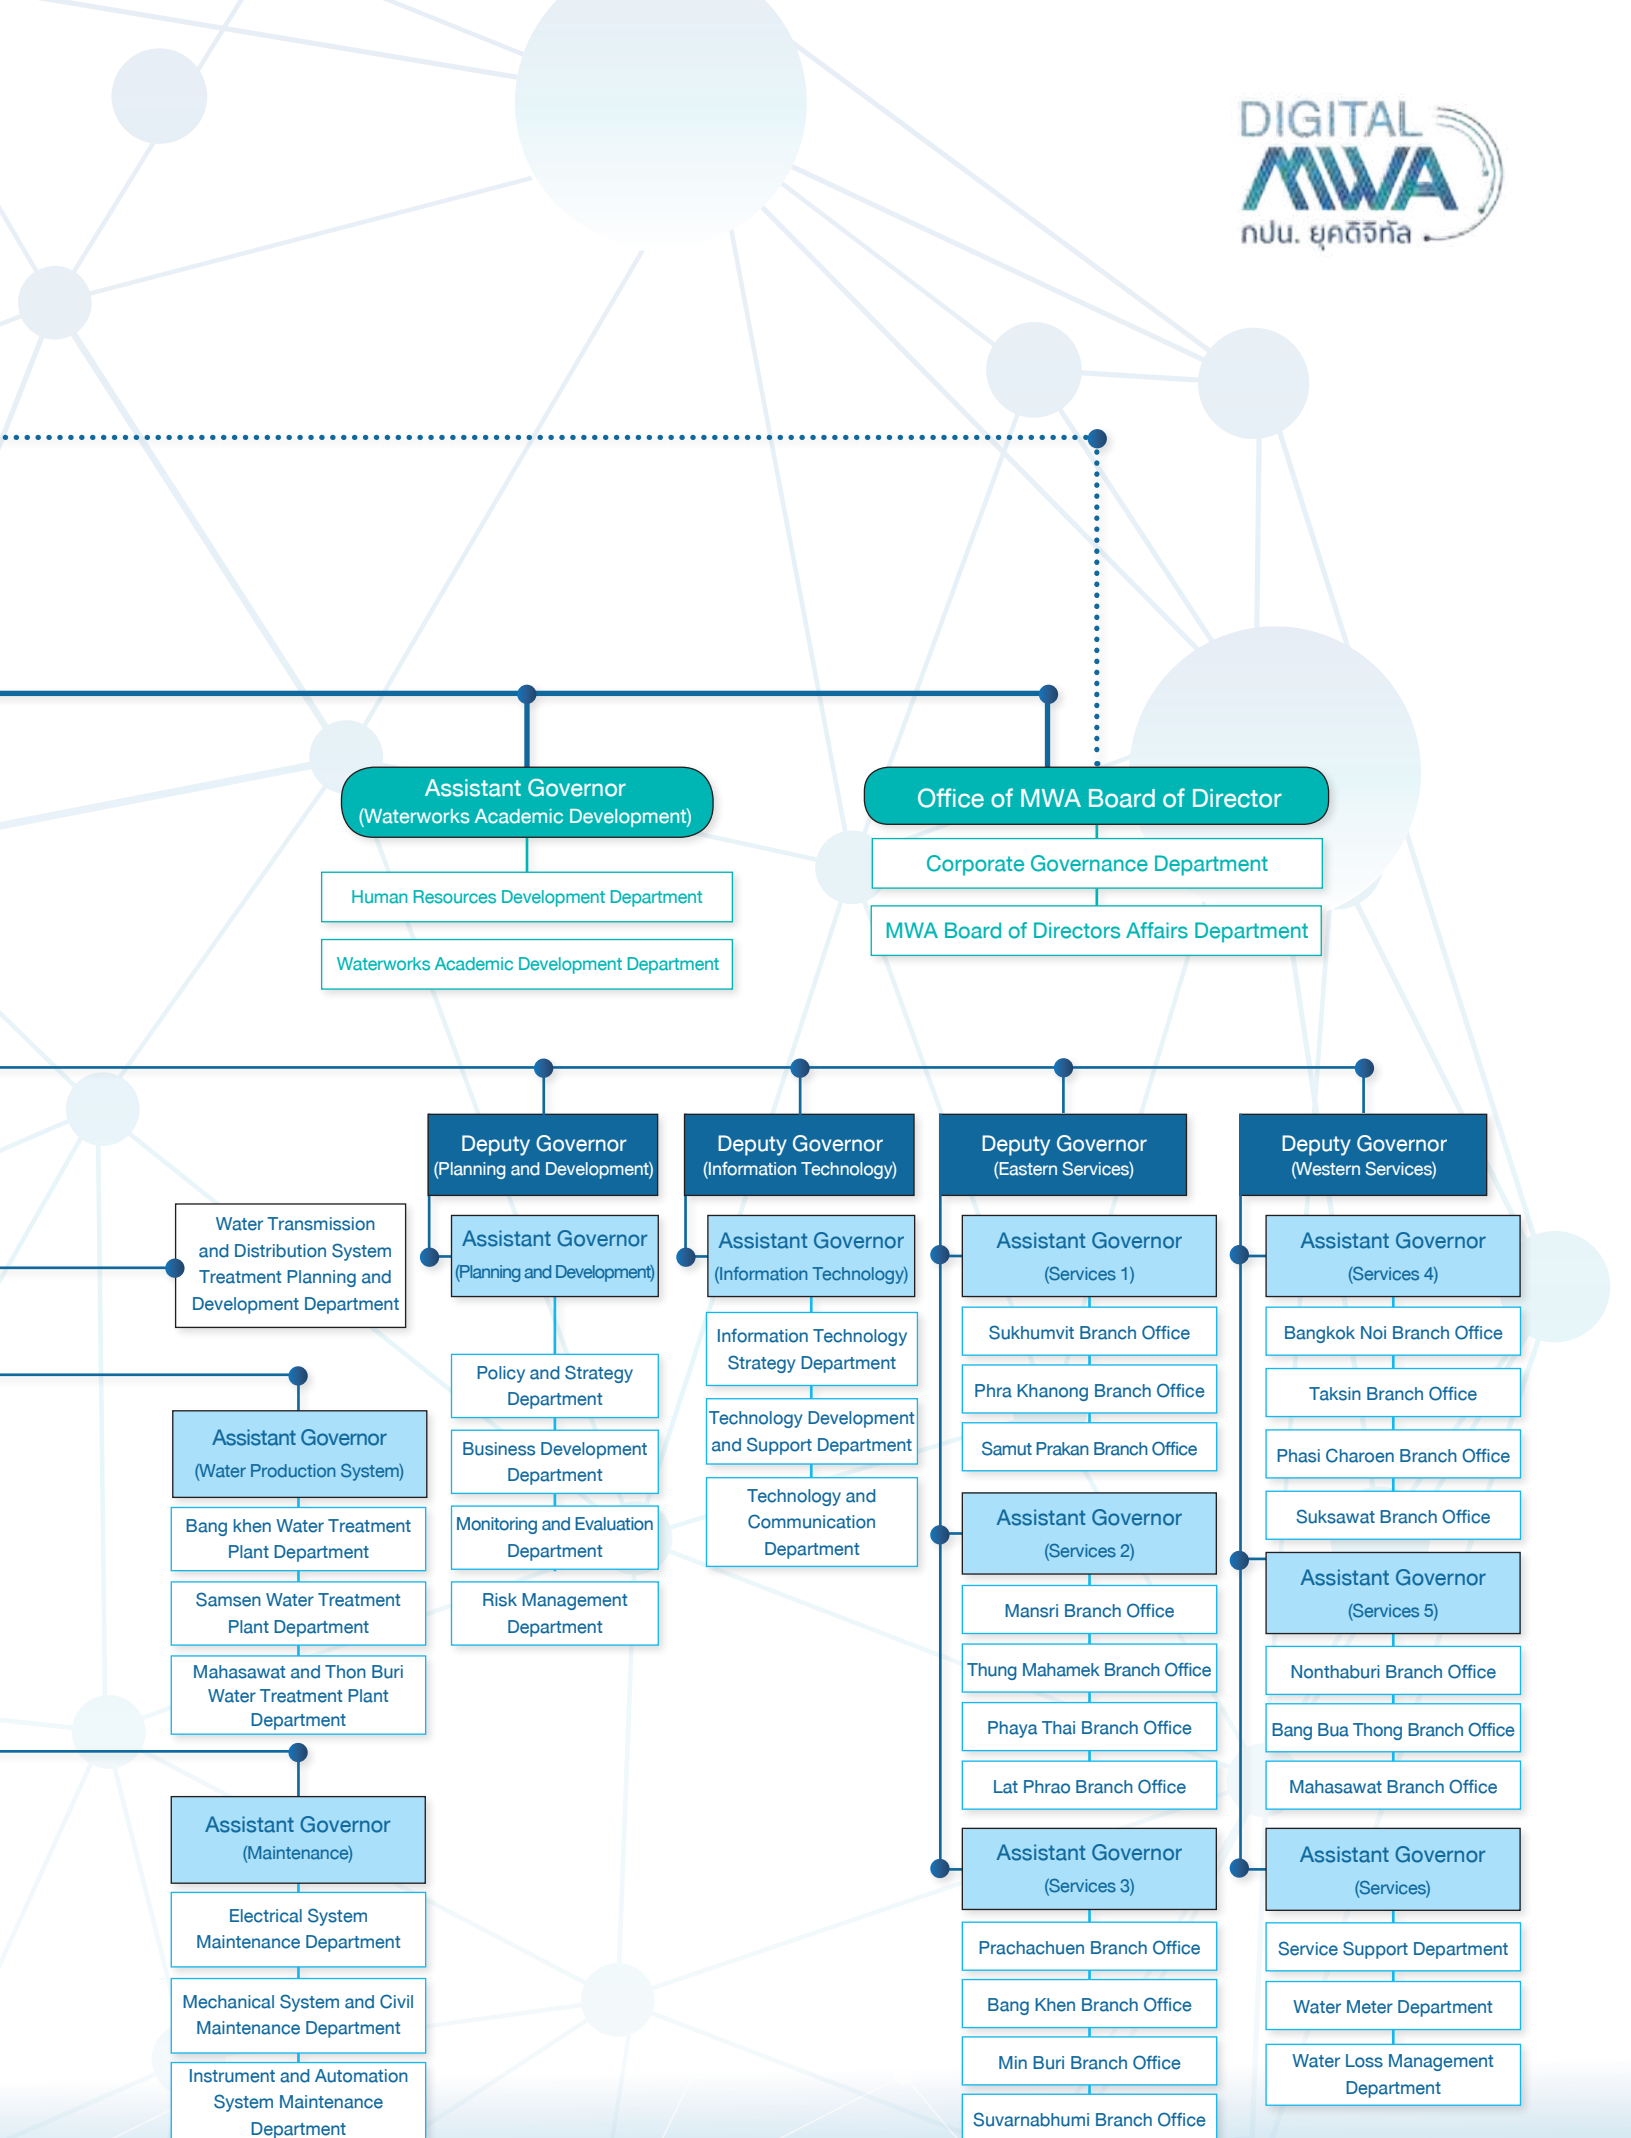 DIGITAL
MWA
กปน. ยุคดิจิทัล
Assistant Governor
(Waterworks Academic Development)
Human Resources Development Department
Waterworks Academic Development Department
Office of MWA Board of Director
Corporate Governance Department
MWA Board of Directors Affairs Department
Water Transmission
and Distribution System
Treatment Planning and
Development Department
Assistant Governor
(Water Production System)
Bang khen Water Treatment
Plant Department
Samsen Water Treatment
Plant Department
Mahasawat and Thon Buri
Water Treatment Plant
Department
Assistant Governor
(Maintenance)
Electrical System
Maintenance Department
Mechanical System and Civil
Maintenance Department
Instrument and Automation
System Maintenance
Department
Deputy Governor
(Planning and Development)
Assistant Governor
(Planning and Development)
Policy and Strategy
Department
Business Development
Department
Monitoring and Evaluation
Department
Risk Management
Department
Deputy Governor
(Information Technology)
Assistant Governor
(Information Technology)
Information Technology
Strategy Department
Technology Development
and Support Department
Technology and
Communication
Department
Deputy Governor
(Eastern Services)
Assistant Governor
(Services 1)
Sukhumvit Branch Office
Phra Khanong Branch Office
Samut Prakan Branch Office
Assistant Governor
(Services 2)
Mansri Branch Office
Thung Mahamek Branch Office
Phaya Thai Branch Office
Lat Phrao Branch Office
Assistant Governor
(Services 3)
Prachachuen Branch Office
Bang Khen Branch Office
Min Buri Branch Office
Suvarnabhumi Branch Office
Deputy Governor
(Western Services)
Assistant Governor
(Services 4)
Bangkok Noi Branch Office
Taksin Branch Office
Phasi Charoen Branch Office
Suksawat Branch Office
Assistant Governor
(Services 5)
Nonthaburi Branch Office
Bang Bua Thong Branch Office
Mahasawat Branch Office
Assistant Governor
(Services)
Service Support Department
Water Meter Department
Water Loss Management
Department